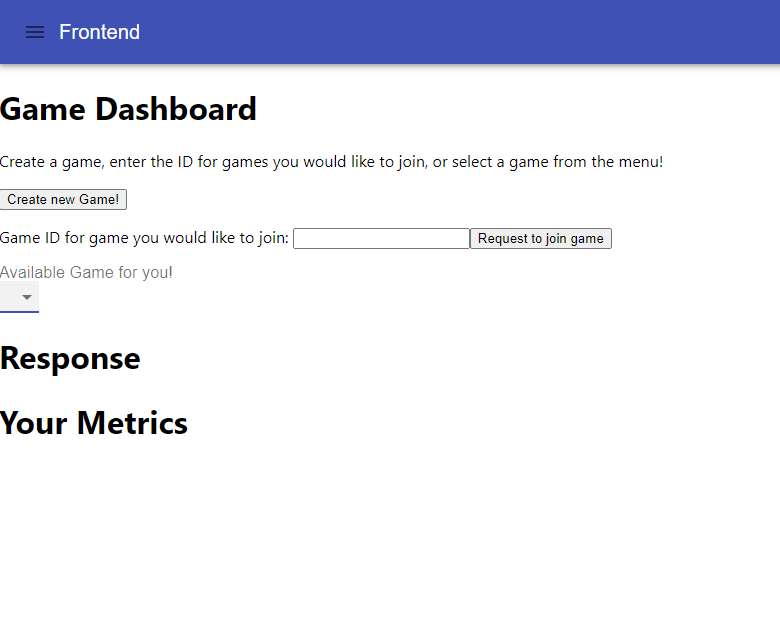 Frontend
Game Dashboard
Create a game, enter the ID for games you would like to join, or select a game from the menu!
Create new Game!
Game ID for game you would like to join: Request to join game
Available Game for you!
Response
Your Metrics